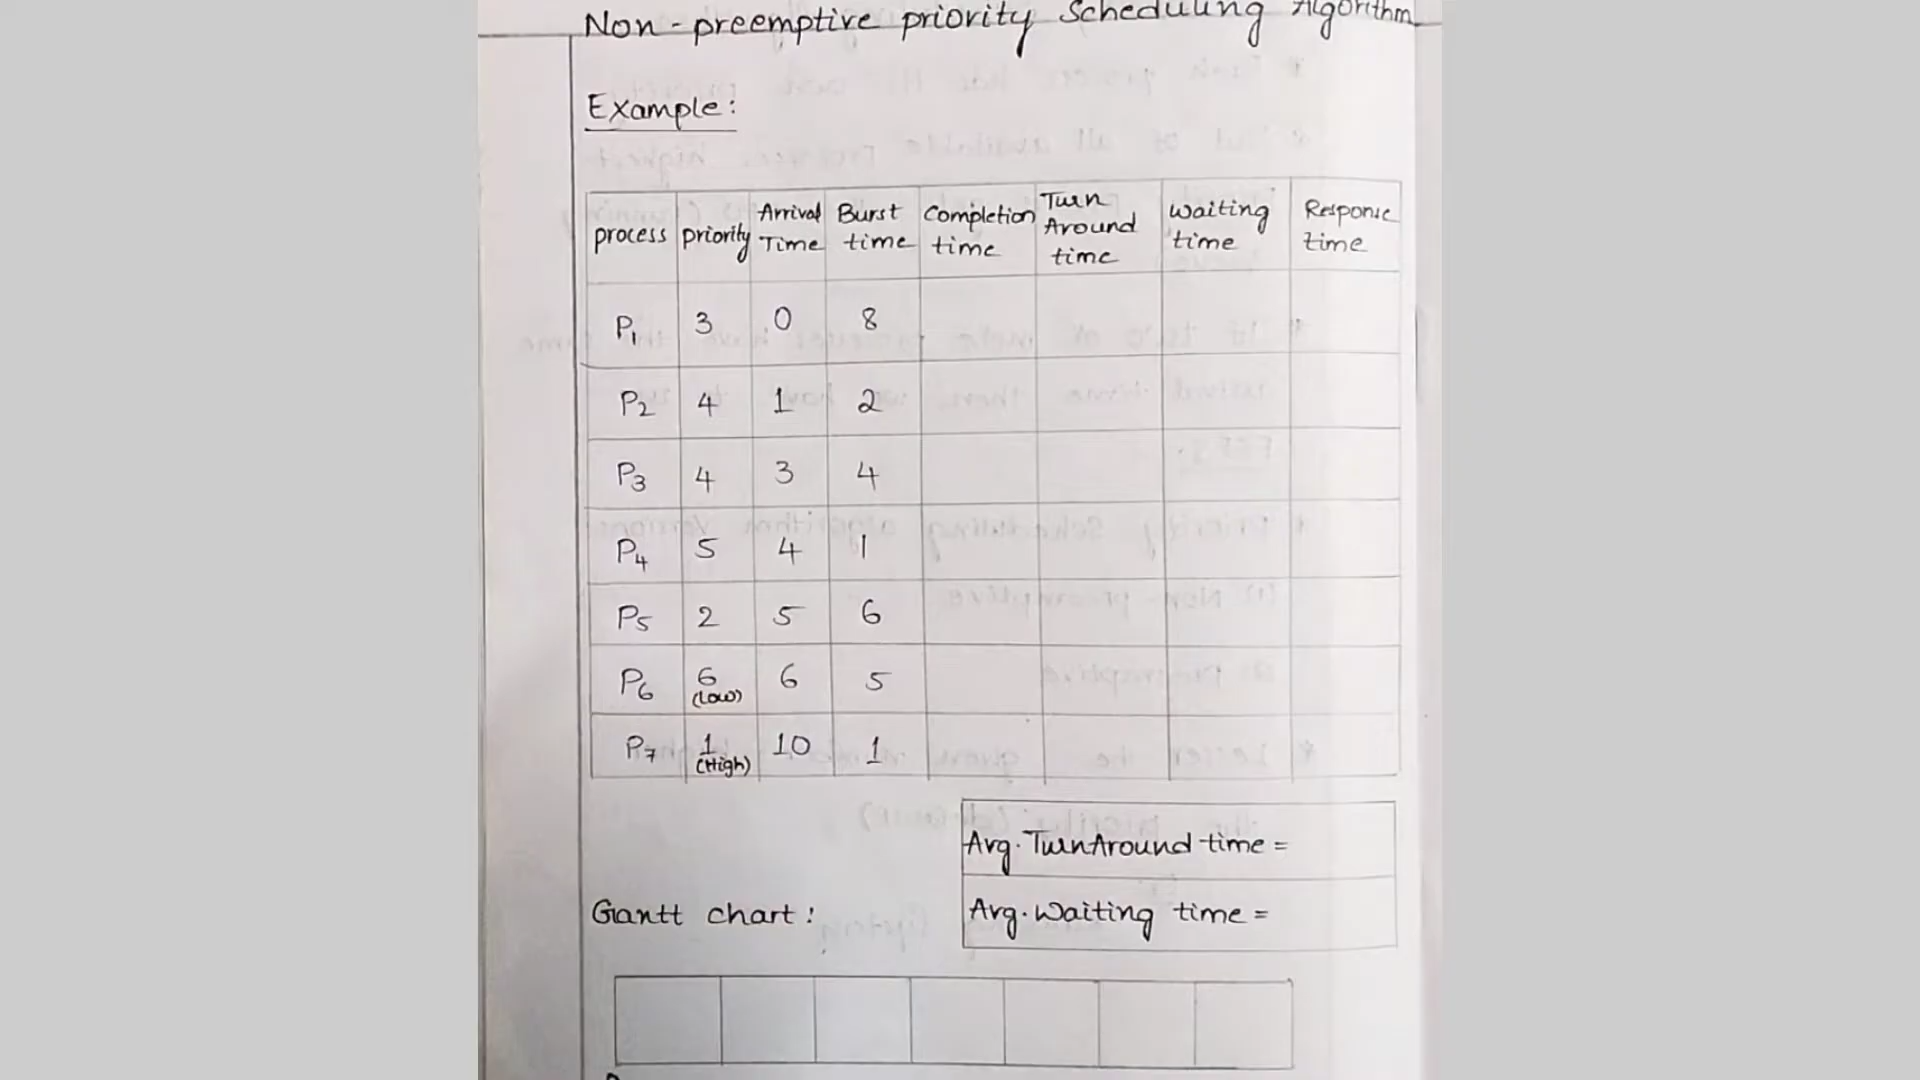 Non-preemptive priority Scheduling Algorithm
Example:
process priority Arrival Time Burst time Completion time Turn Around time Waiting time Response time
P1 3 0 8
P2 4 1 2
P3 4 3 4
P4 5 4 1
P5 2 5 6
P6 6 (Low) 6 5
P7 1 (High) 10 1
Avg. TurnAround time =
Gantt chart :
Avg. Waiting time =